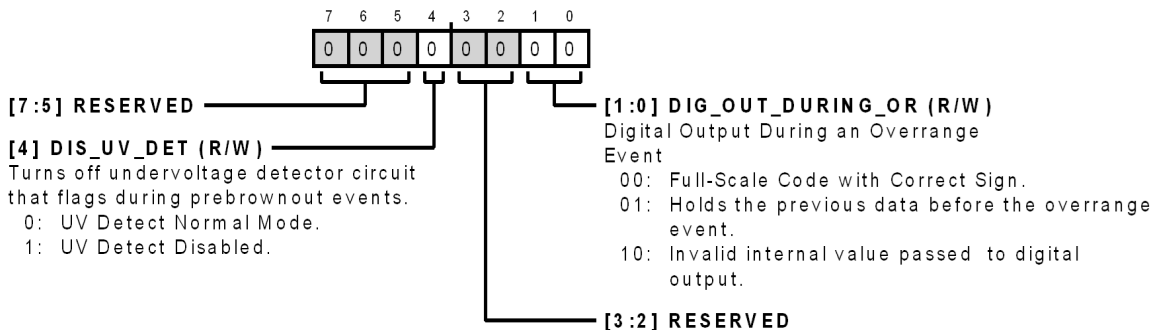 7 6 5 4 3 2 1 0
0 0 0 0 0 0 0 0
[7:5] RESERVED
[4] DIS_UV_DET (R/W)
Turns off undervoltage detector circuit
that flags during prebrownout events.
0: UV Detect Normal Mode.
1: UV Detect Disabled.
[1:0] DIG_OUT_DURING_OR (R/W)
Digital Output During an Overrange
Event
00: Full-Scale Code with Correct Sign.
01: Holds the previous data before the overrange
event.
10: Invalid internal value passed to digital
output.
[3:2] RESERVED